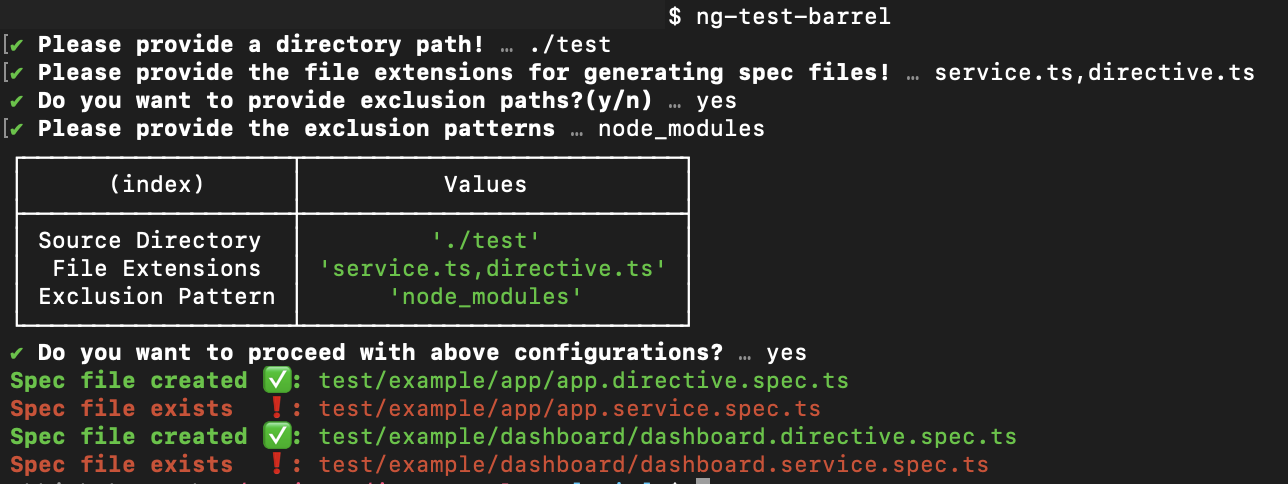 $ ng-test-barrel
[✔ Please provide a directory path! … ./test
[✔ Please provide the file extensions for generating spec files! … service.ts,directive.ts
✔ Do you want to provide exclusion paths?(y/n) … yes
[✔ Please provide the exclusion patterns … node_modules
(index) Values
Source Directory './test'
File Extensions 'service.ts,directive.ts'
Exclusion Pattern 'node_modules'
✔ Do you want to proceed with above configurations? … yes
Spec file created ✅: test/example/app/app.directive.spec.ts
Spec file exists ❗: test/example/app/app.service.spec.ts
Spec file created ✅: test/example/dashboard/dashboard.directive.spec.ts
Spec file exists ❗: test/example/dashboard/dashboard.service.spec.ts